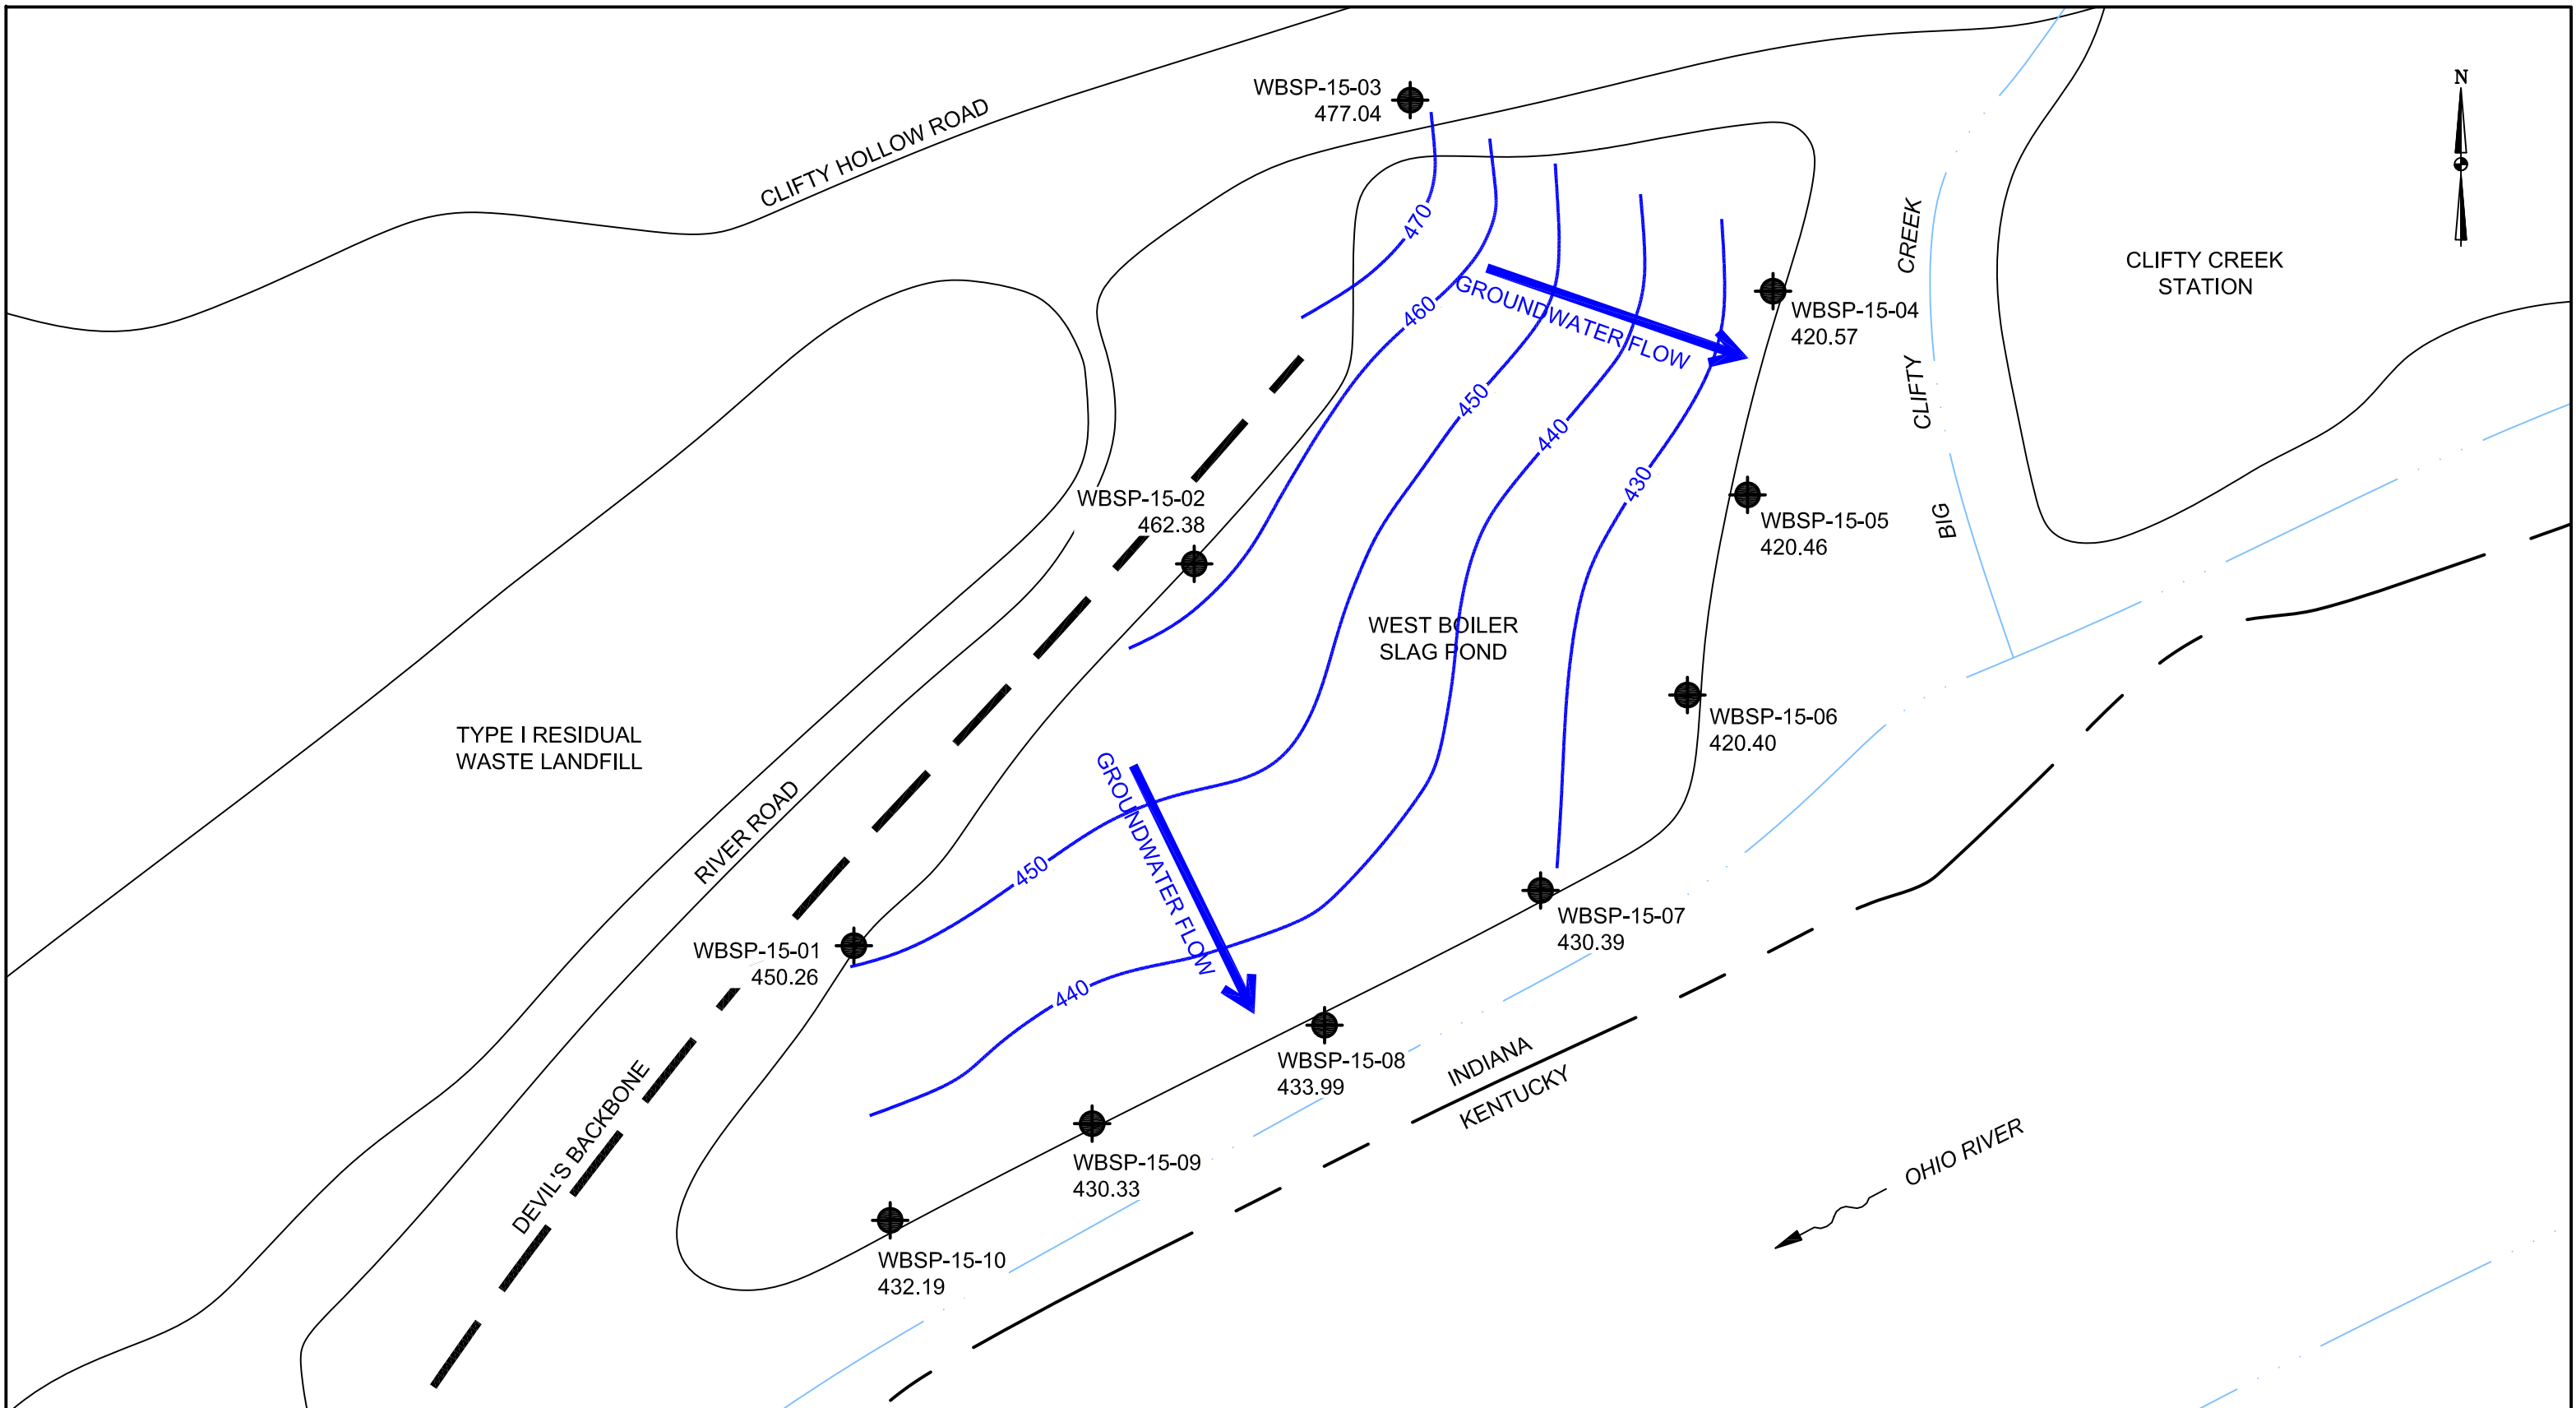 WBSP-15-03
477.04
N
CLIFTY HOLLOW ROAD
470
CLIFTY CREEK
STATION
BIG CLIFTY CREEK
460
GROUNDWATER FLOW
WBSP-15-04
420.57
450
440
430
WBSP-15-02
462.38
WBSP-15-05
420.46
WEST BOILER
SLAG POND
WBSP-15-06
420.40
TYPE I RESIDUAL
WASTE LANDFILL
RIVER ROAD
GROUNDWATER FLOW
450
WBSP-15-01
450.26
440
WBSP-15-07
430.39
WBSP-15-08
433.99
INDIANA
KENTUCKY
DEVIL'S BACKBONE
WBSP-15-09
430.33
OHIO RIVER
WBSP-15-10
432.19